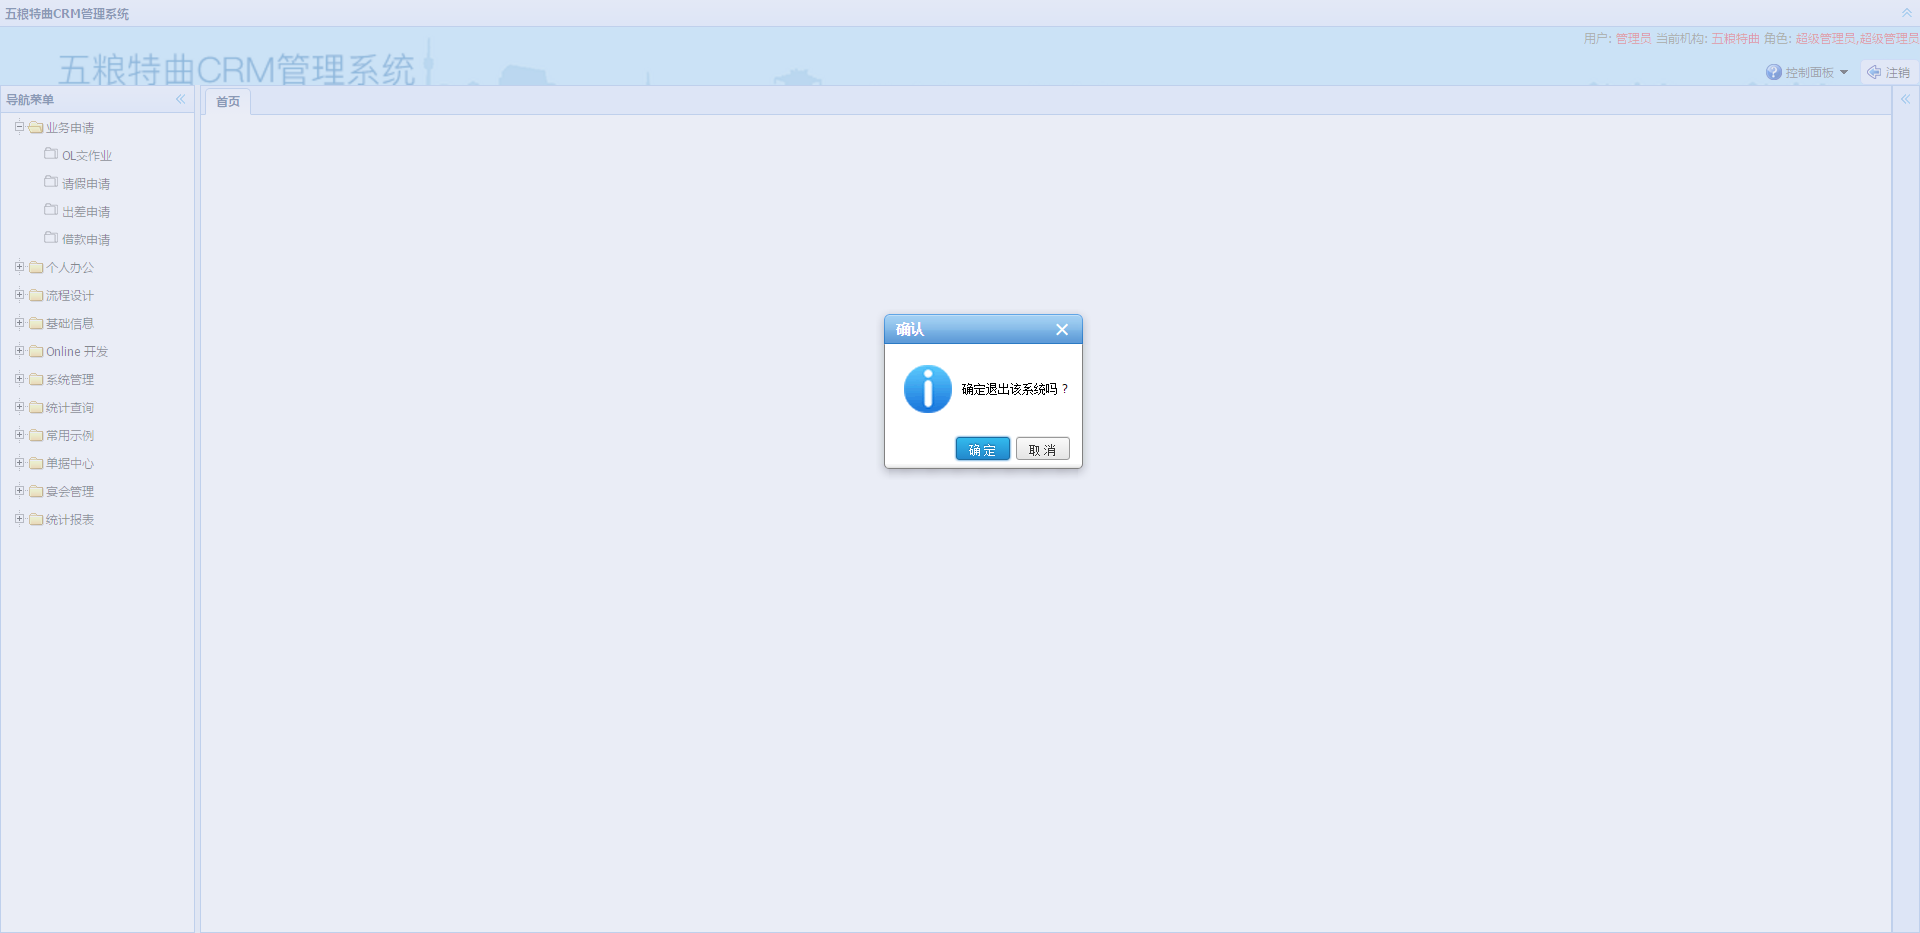 五粮特曲CRM管理系统
五粮特曲CRM管理系统
用户: 管理员 当前机构: 五粮特曲 角色: 超级管理员,超级管理员
控制面板
注销
导航菜单
首页
业务申请
OL交作业
请假申请
出差申请
借款申请
个人办公
流程设计
基础信息
Online 开发
系统管理
统计查询
常用示例
单据中心
宴会管理
统计报表
确认
确定退出该系统吗？
确定
取消